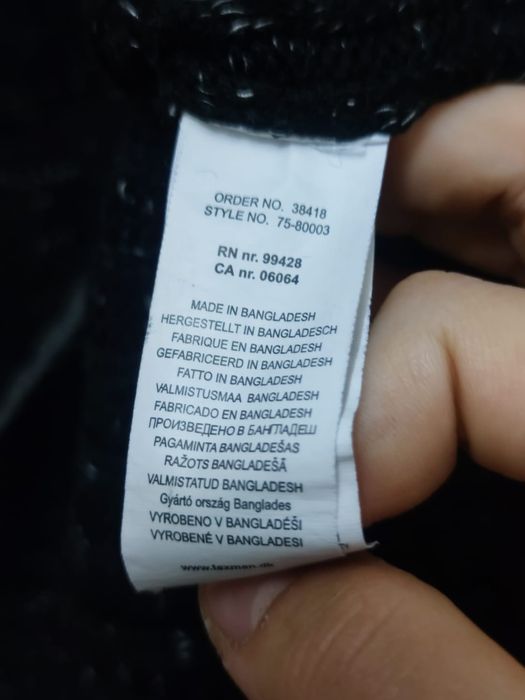 ORDER NO. 38418
STYLE NO. 75-80003
RN nr. 99428
CA nr. 06064
MADE IN BANGLADESH
HERGESTELLT IN BANGLADESCH
FABRIQUE EN BANGLADESH
GEFABRICEERD IN BANGLADESH
FATTO IN BANGLADESH
VALMISTUSMAA BANGLADESH
FABRICADO EN BANGLADESH
ПРОИЗВЕДЕНО В БАНГЛАДЕШ
PAGAMINTA BANGLADEŠAS
RAŽOTS BANGLADEŠĀ
VALMISTATUD BANGLADESH
Gyártó ország Banglades
VYROBENO V BANGLADÉŠI
VYROBENÉ V BANGLADESI